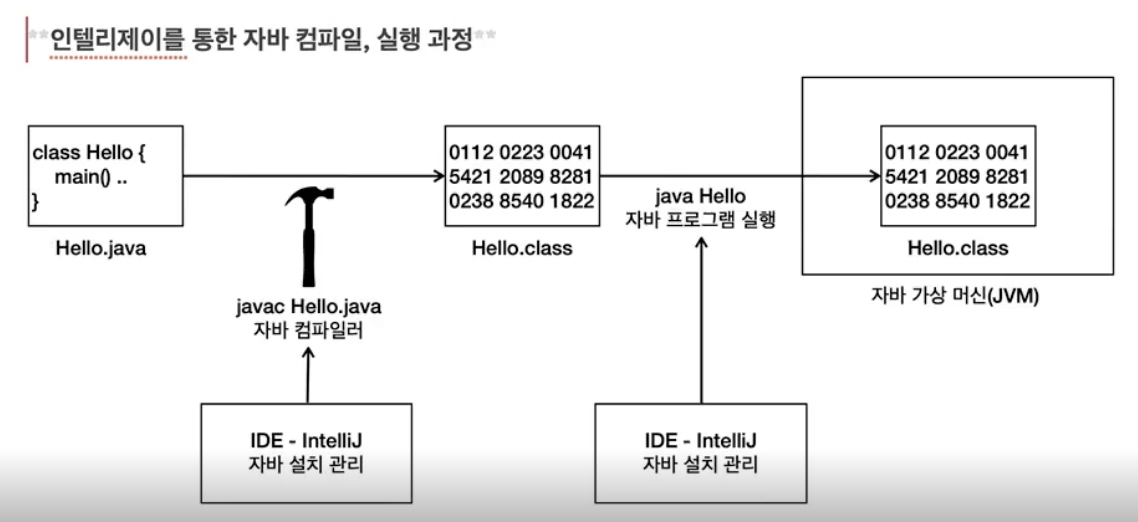 **인텔리제이를 통한 자바 컴파일, 실행 과정**
class Hello {
main() ..
}
Hello.java
javac Hello.java
자바 컴파일러
IDE - IntelliJ
자바 설치 관리
0112 0223 0041
5421 2089 8281
0238 8540 1822
Hello.class
java Hello
자바 프로그램 실행
IDE - IntelliJ
자바 설치 관리
0112 0223 0041
5421 2089 8281
0238 8540 1822
Hello.class
자바 가상 머신(JVM)